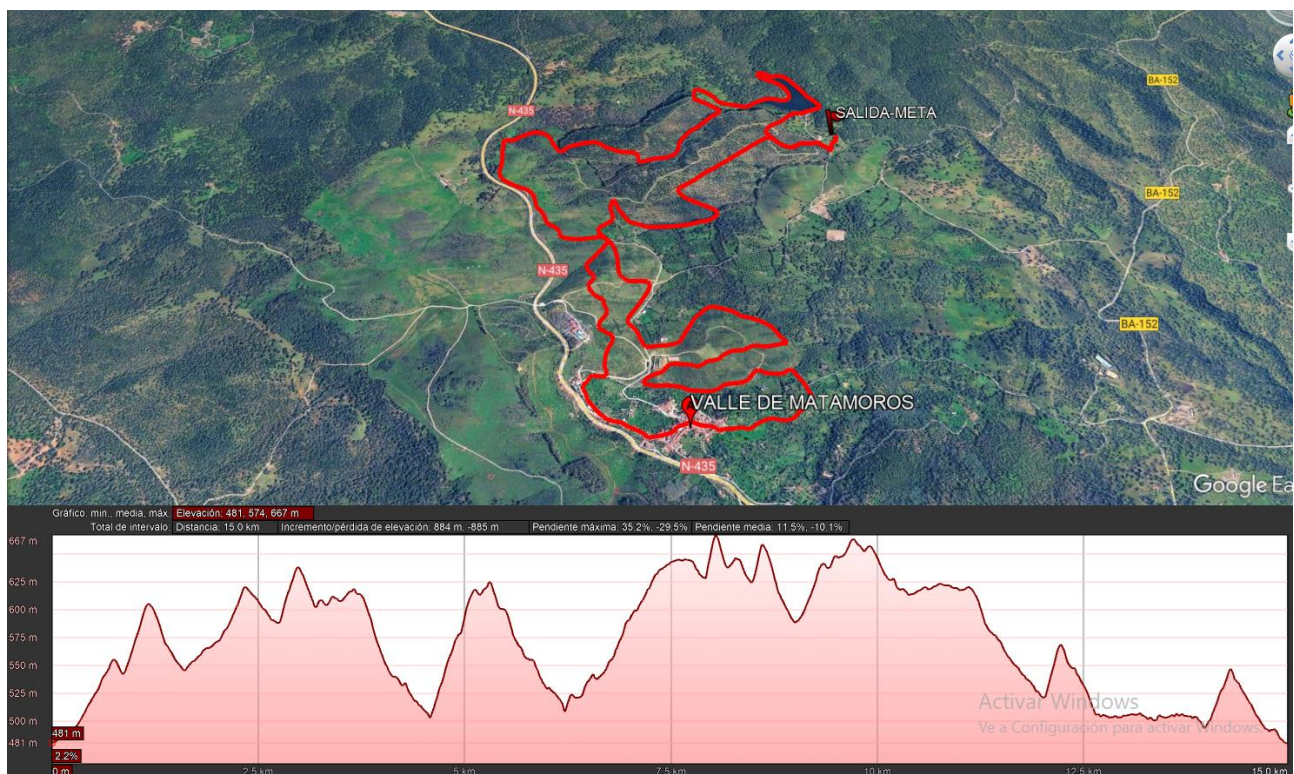 BA-152
N-435
SALIDA-META
BA-152
N-435
BA-152
VALLE DE MATAMOROS
N-435
Google Ea
Gráfico: mín., media, máx. Elevación: 481, 574, 667 m
Total de intervalo: Distancia: 15.0 km Incremento/pérdida de elevación: 884 m, -885 m Pendiente máxima: 35.2%, -29.5% Pendiente media: 11.5%, -10.1%
667 m
625 m
600 m
575 m
550 m
525 m
500 m
481 m
481 m
2.2%
Activar Windows
Ve a Configuración para activar Windows.
0 m
2.5 km
5 km
7.5 km
10 km
12.5 km
15.0 km